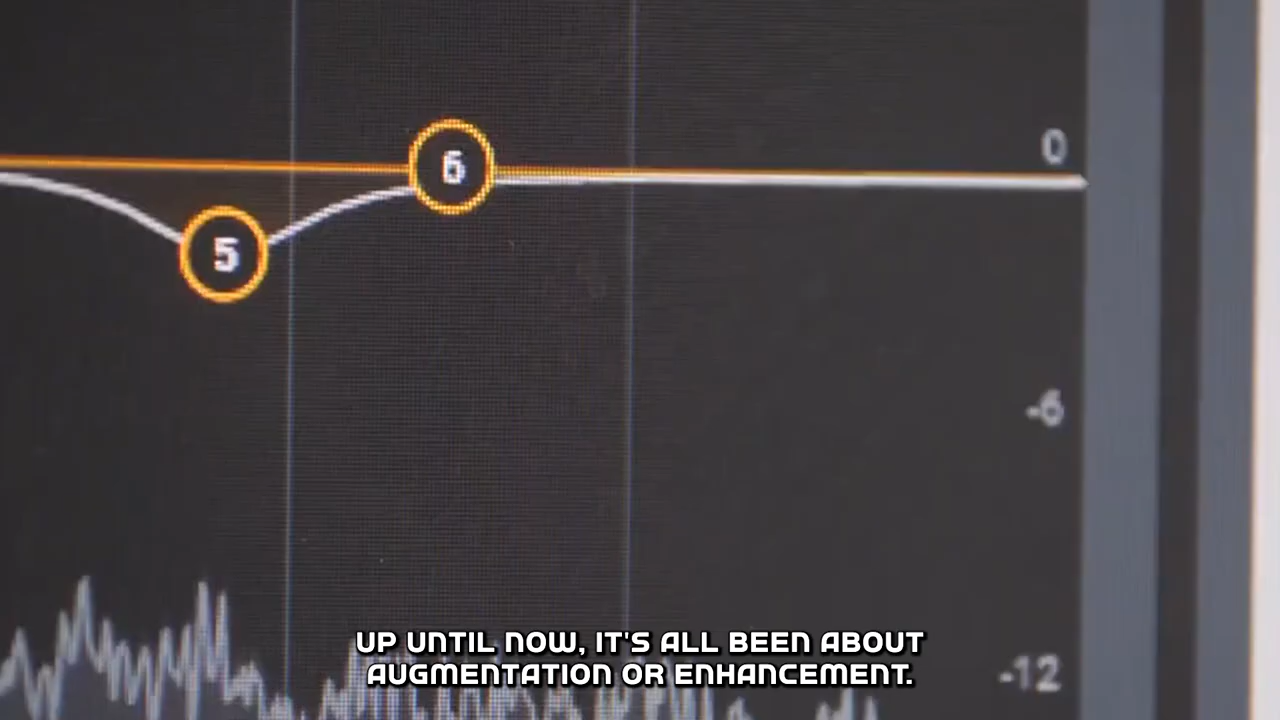 0
6
5
-6
UP UNTIL NOW, IT'S ALL BEEN ABOUT
AUGMENTATION OR ENHANCEMENT.
-12